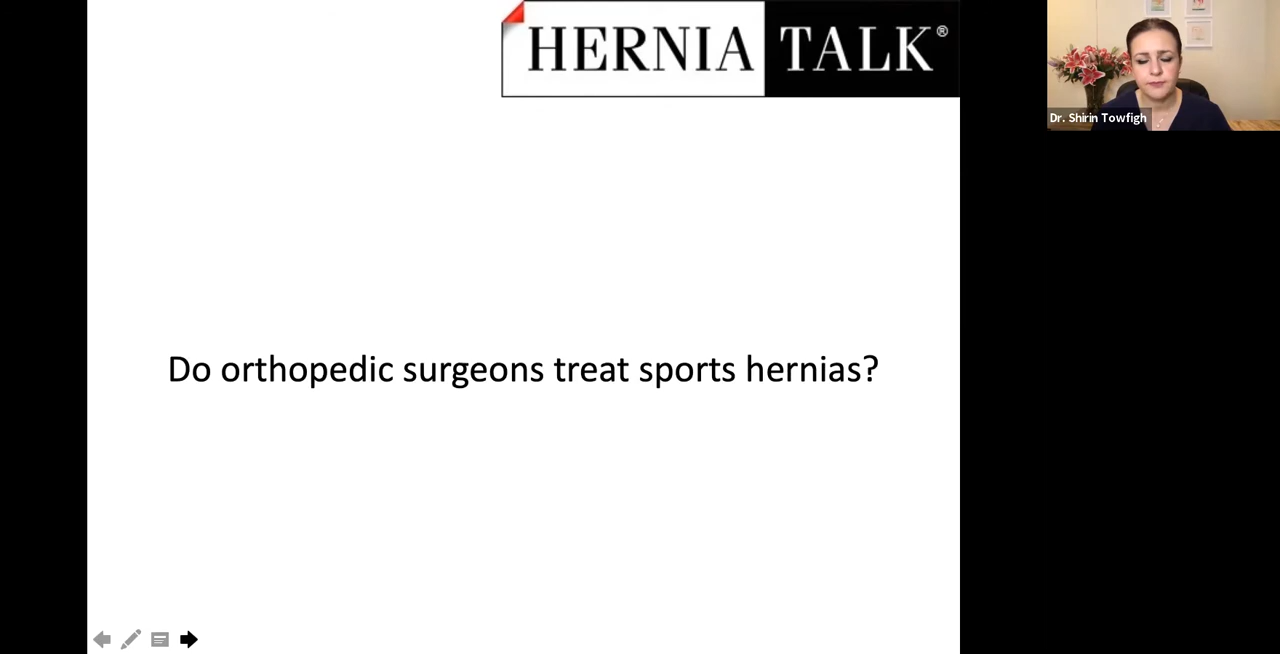 HERNIA TALK®
Dr. Shirin Towfigh
Do orthopedic surgeons treat sports hernias?